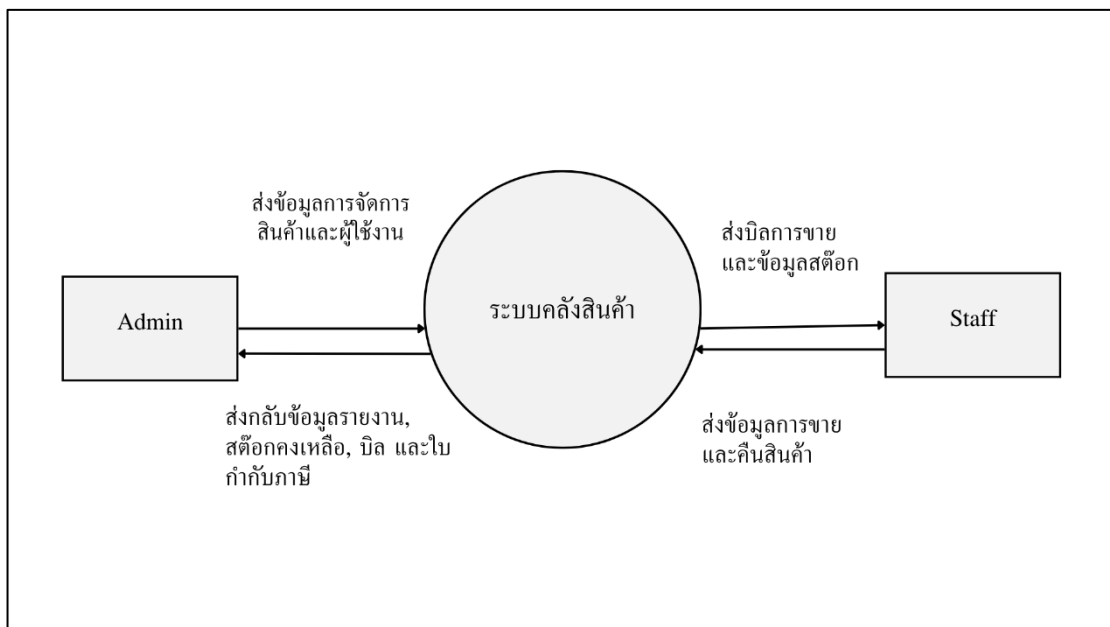 ส่งข้อมูลการจัดการ
สินค้าและผู้ใช้งาน
ส่งบิลการขาย
และข้อมูลสต๊อก
Admin
ระบบคลังสินค้า
Staff
ส่งกลับข้อมูลรายงาน,
สต๊อกคงเหลือ, บิล และใบ
กำกับภาษี
ส่งข้อมูลการขาย
และคืนสินค้า